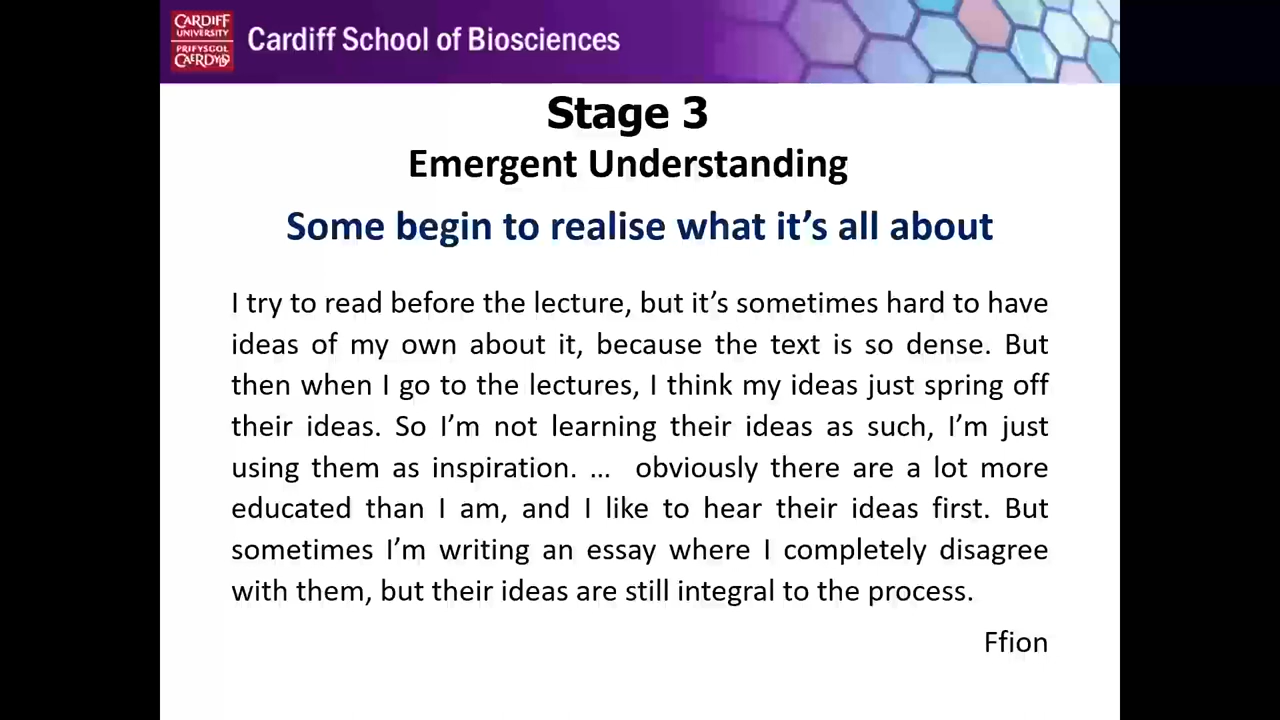 CARDIFF
UNIVERSITY
PRIFYSGOL
CAERDYDD
Cardiff School of Biosciences
Stage 3
Emergent Understanding
Some begin to realise what it’s all about
I try to read before the lecture, but it’s sometimes hard to have
ideas of my own about it, because the text is so dense. But
then when I go to the lectures, I think my ideas just spring off
their ideas. So I’m not learning their ideas as such, I’m just
using them as inspiration. … obviously there are a lot more
educated than I am, and I like to hear their ideas first. But
sometimes I’m writing an essay where I completely disagree
with them, but their ideas are still integral to the process.
Ffion